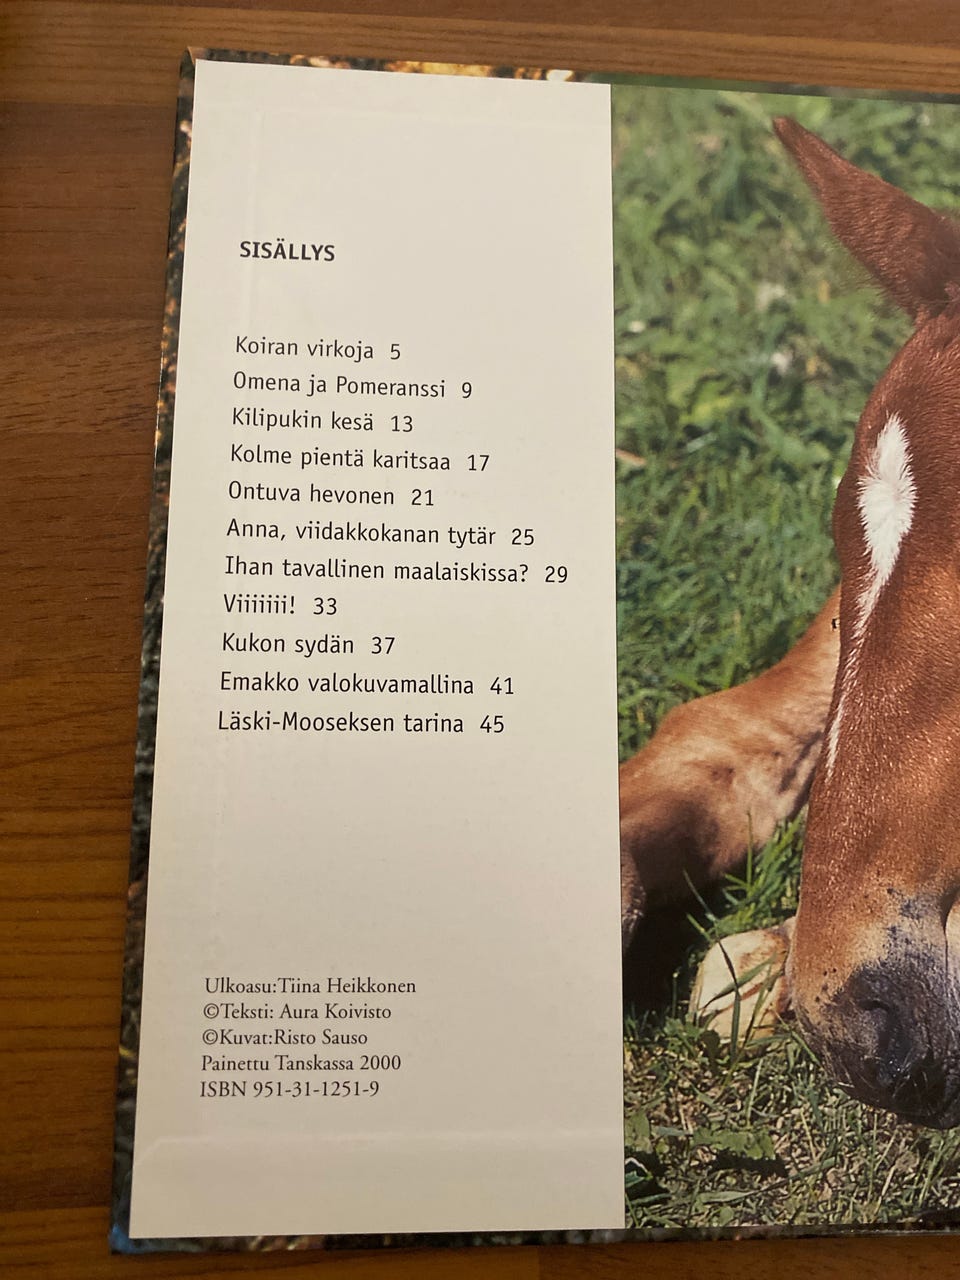 SISÄLLYS
Koiran virkoja 5
Omena ja Pomeranssi 9
Kilipukin kesä 13
Kolme pientä karitsaa 17
Ontuva hevonen 21
Anna, viidakkokanan tytär 25
Ihan tavallinen maalaiskissa? 29
Viiiiiii! 33
Kukon sydän 37
Emakko valokuvamallina 41
Läski-Mooseksen tarina 45
Ulkoasu:Tiina Heikkonen
©Teksti: Aura Koivisto
©Kuvat:Risto Sauso
Painettu Tanskassa 2000
ISBN 951-31-1251-9